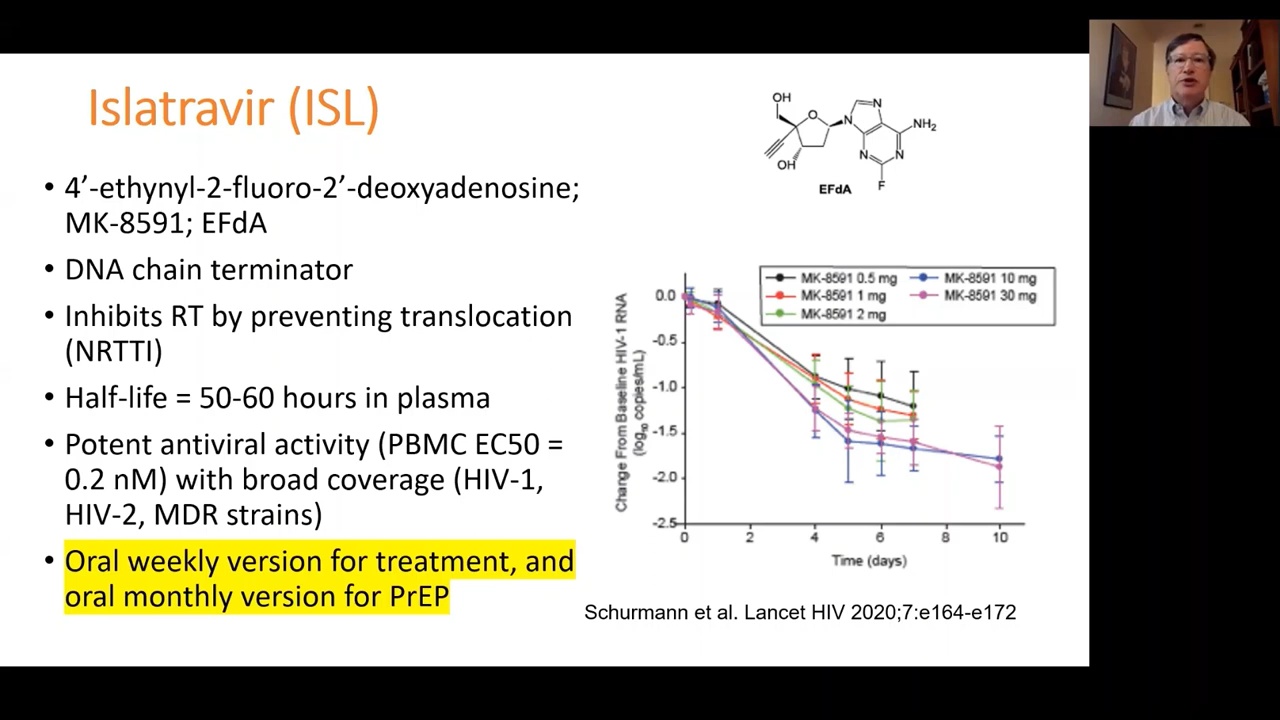 Islatravir (ISL)
• 4’-ethynyl-2-fluoro-2’-deoxyadenosine;
MK-8591; EFdA
• DNA chain terminator
• Inhibits RT by preventing translocation
(NRTTI)
• Half-life = 50-60 hours in plasma
• Potent antiviral activity (PBMC EC50 =
0.2 nM) with broad coverage (HIV-1,
HIV-2, MDR strains)
• Oral weekly version for treatment, and
oral monthly version for PrEP
OH
O
N
N
NH2
OH
N
N
F
EFdA
MK-8591 0.5 mg
MK-8591 10 mg
MK-8591 1 mg
MK-8591 30 mg
MK-8591 2 mg
Change From Baseline HIV-1 RNA
(log10 copies/mL)
0.0
-0.5
-1.0
-1.5
-2.0
-2.5
0 2 4 6 8 10
Time (days)
Schurmann et al. Lancet HIV 2020;7:e164-e172